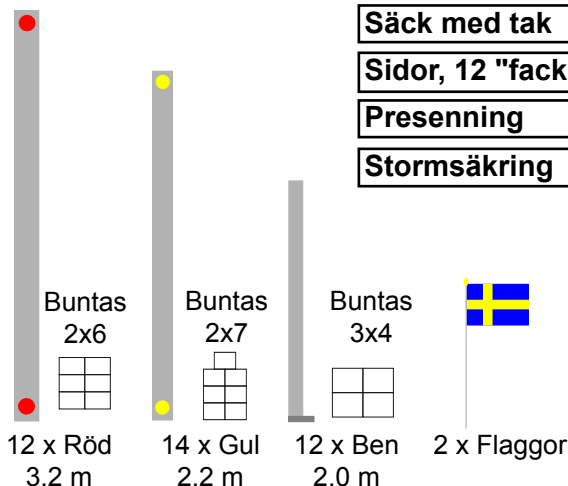 Säck med tak
Sidor, 12 "fack
Presenning
Stormsäkring
Buntas
2x6
Buntas
2x7
Buntas
3x4
12 x Röd
3.2 m
14 x Gul
2.2 m
12 x Ben
2.0 m
2 x Flaggor